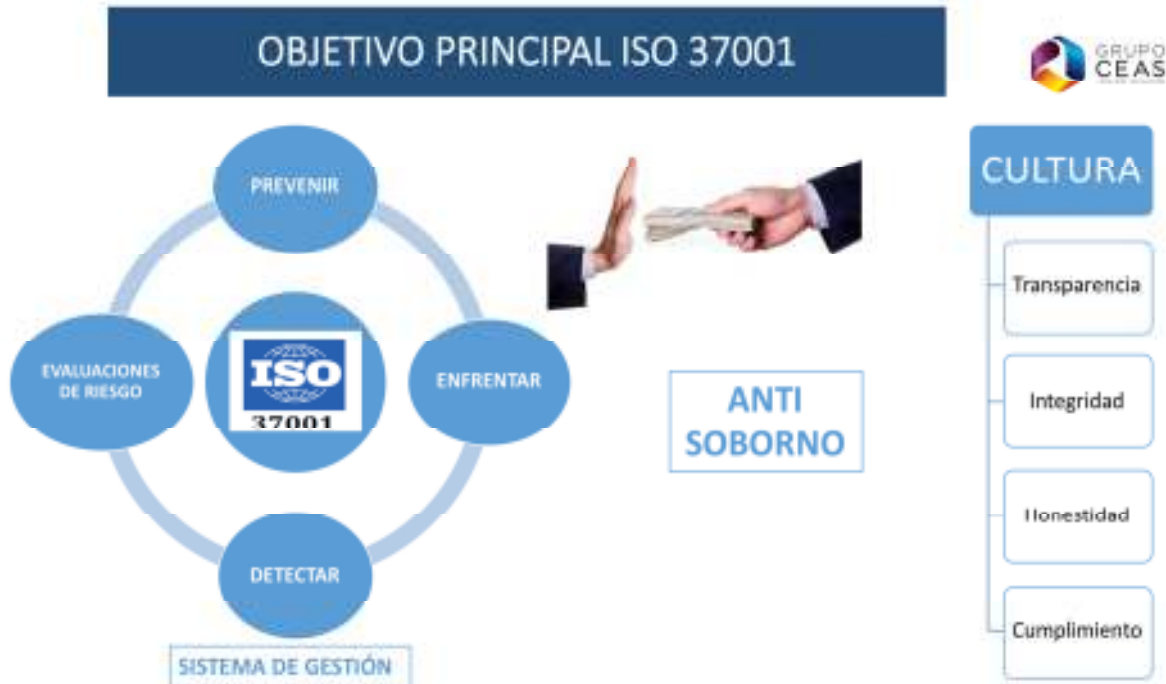 OBJETIVO PRINCIPAL ISO 37001
GRUPO
CEAS
PREVENIR
EVALUACIONES
DE RIESGO
ISO
37001
ENFRENTAR
DETECTAR
SISTEMA DE GESTIÓN
ANTI
SOBORNO
CULTURA
Transparencia
Integridad
Honestidad
Cumplimiento